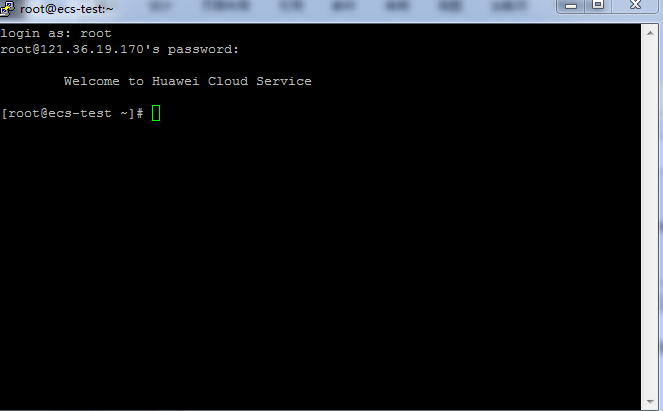 root@ecs-test:~
login as: root
root@121.36.19.170's password:
Welcome to Huawei Cloud Service
[root@ecs-test ~]#